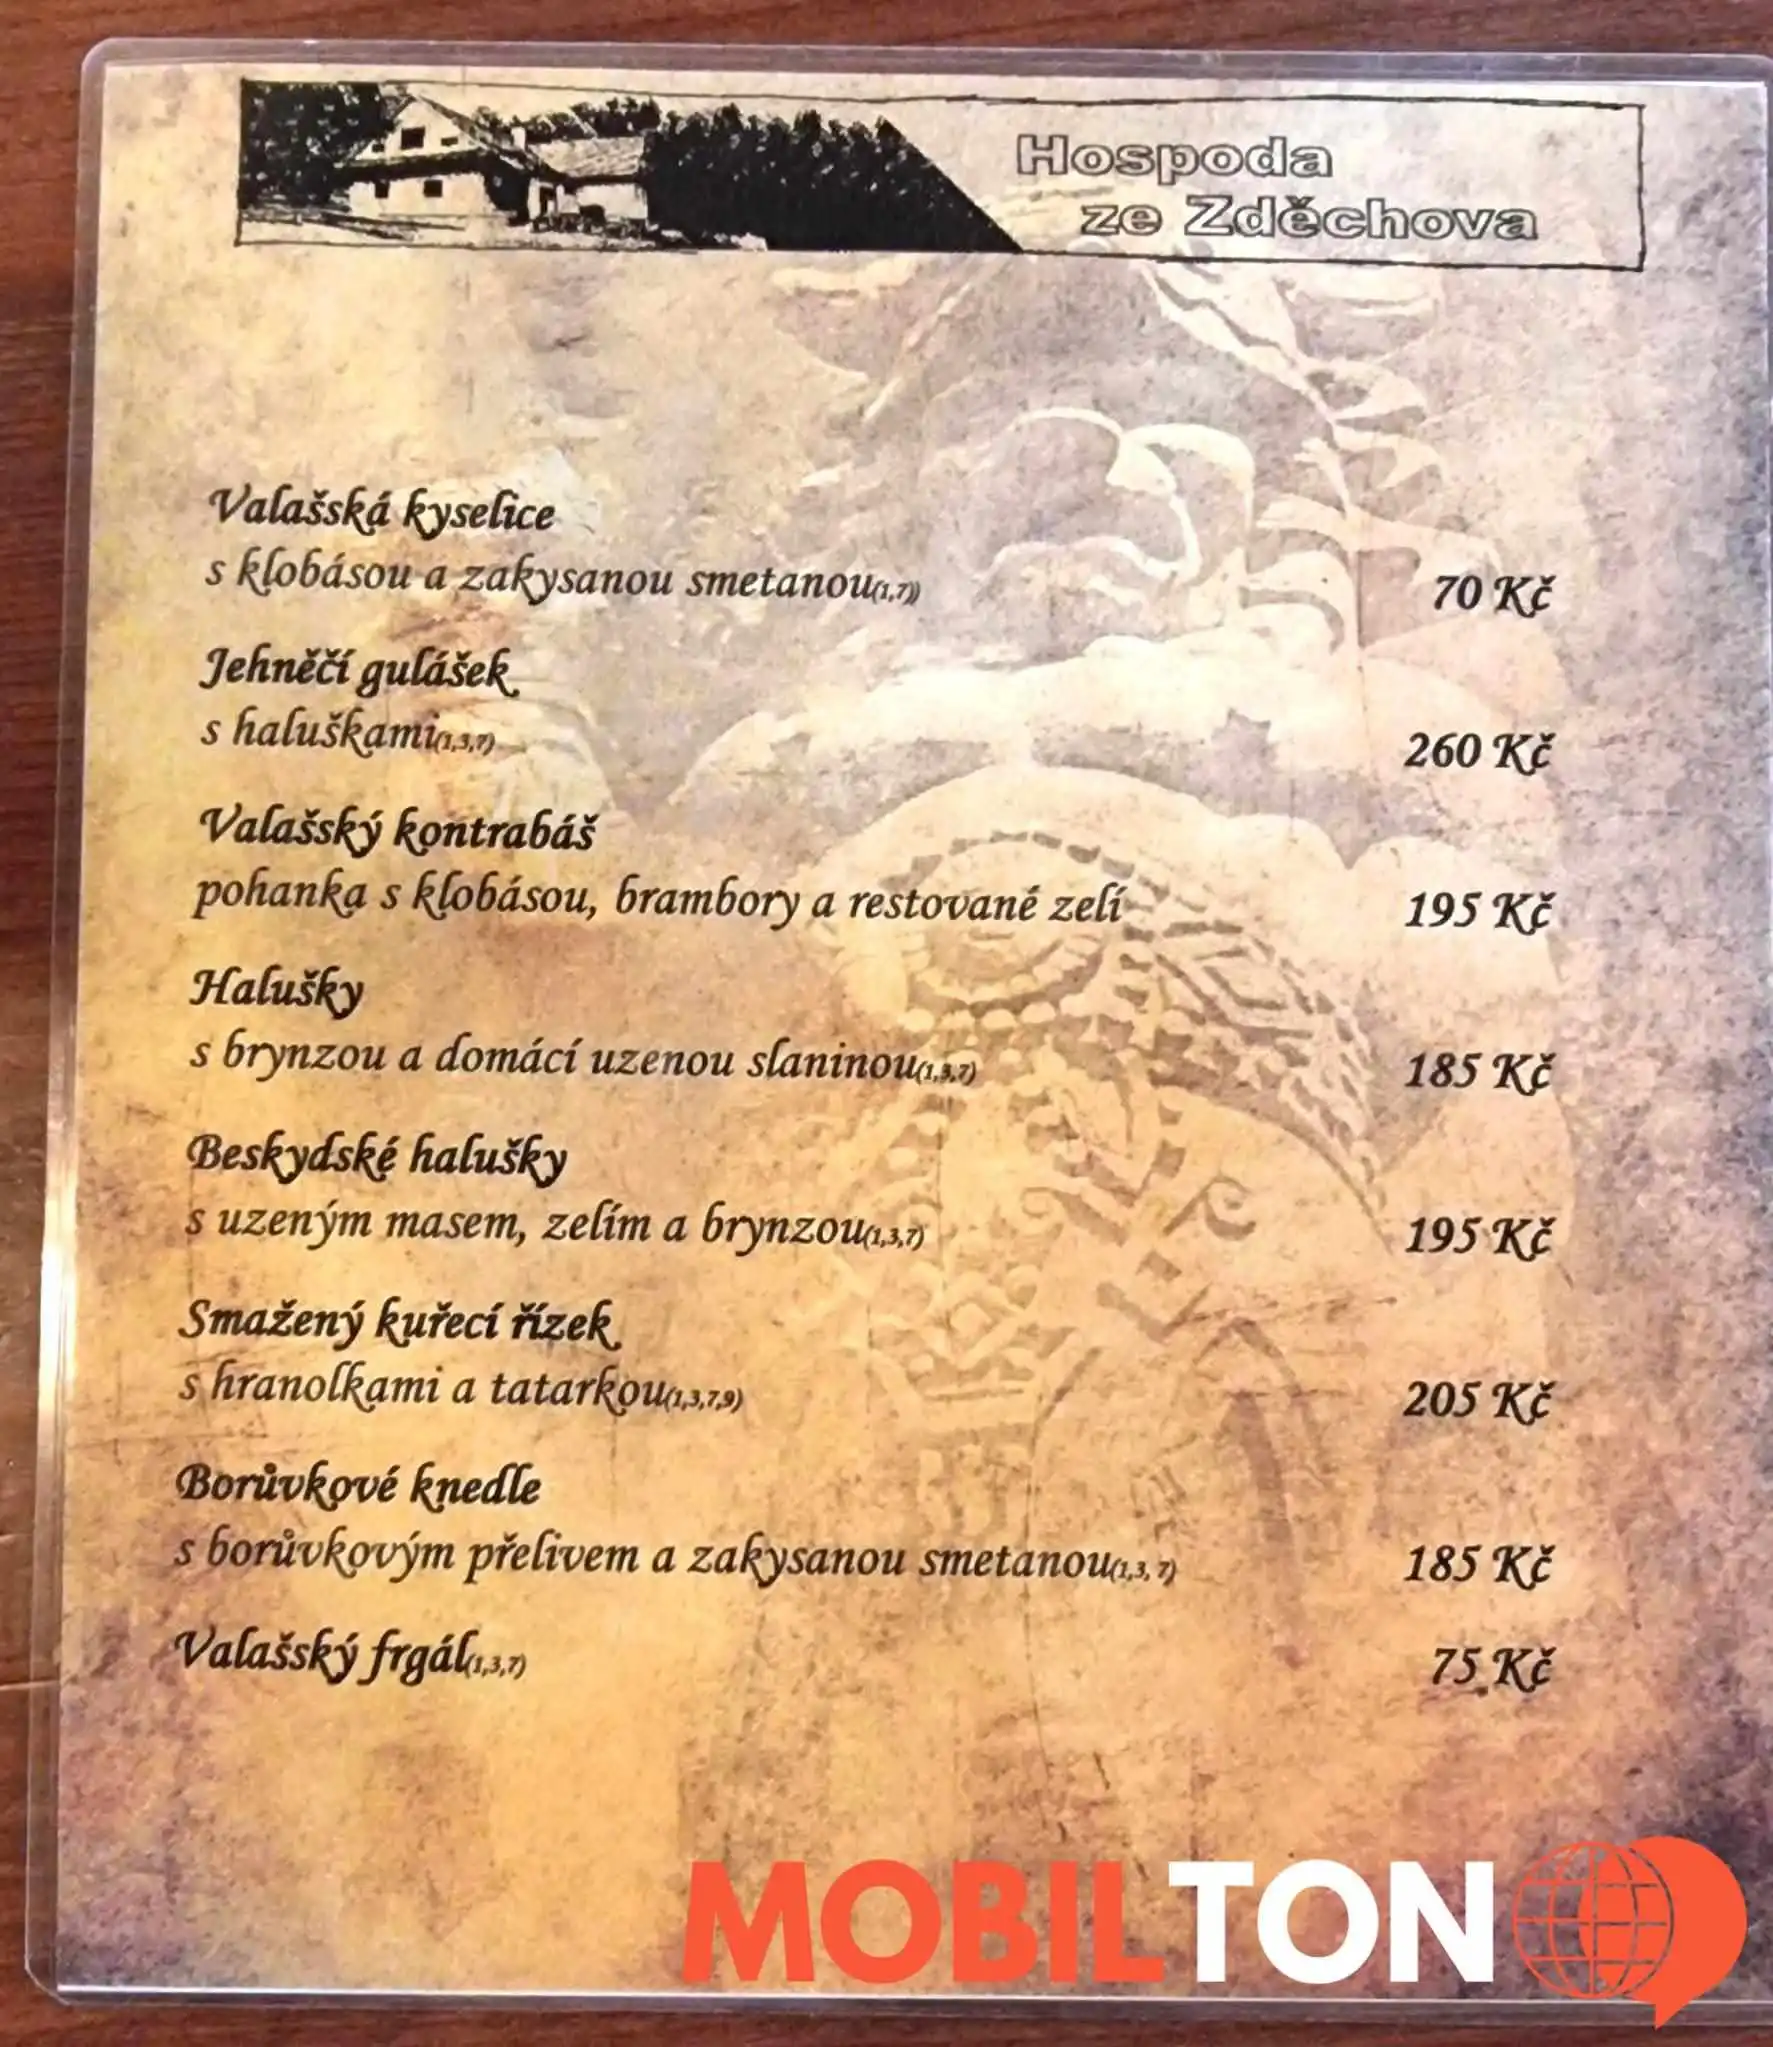 Hospoda
ze Zděchova
Valašská kyselice
s klobásou a zakysanou smetanou(1,7))
70 Kč
Jehněčí gulášek
s haluškami(1,3,7)
260 Kč
Valašský kontrabáš
pohanka s klobásou, brambory a restované zelí
195 Kč
Halušky
s brynzou a domácí uzenou slaninou(1,3,7)
185 Kč
Beskydské halušky
s uzeným masem, zelím a brynzou(1,3,7)
195 Kč
Smažený kuřecí řízek
s hranolkami a tatarkou(1,3,7,9)
205 Kč
Borůvkové knedle
s borůvkovým přelivem a zakysanou smetanou(1,3, 7)
185 Kč
Valašský frgál(1,3,7)
75 Kč
MOBILTON